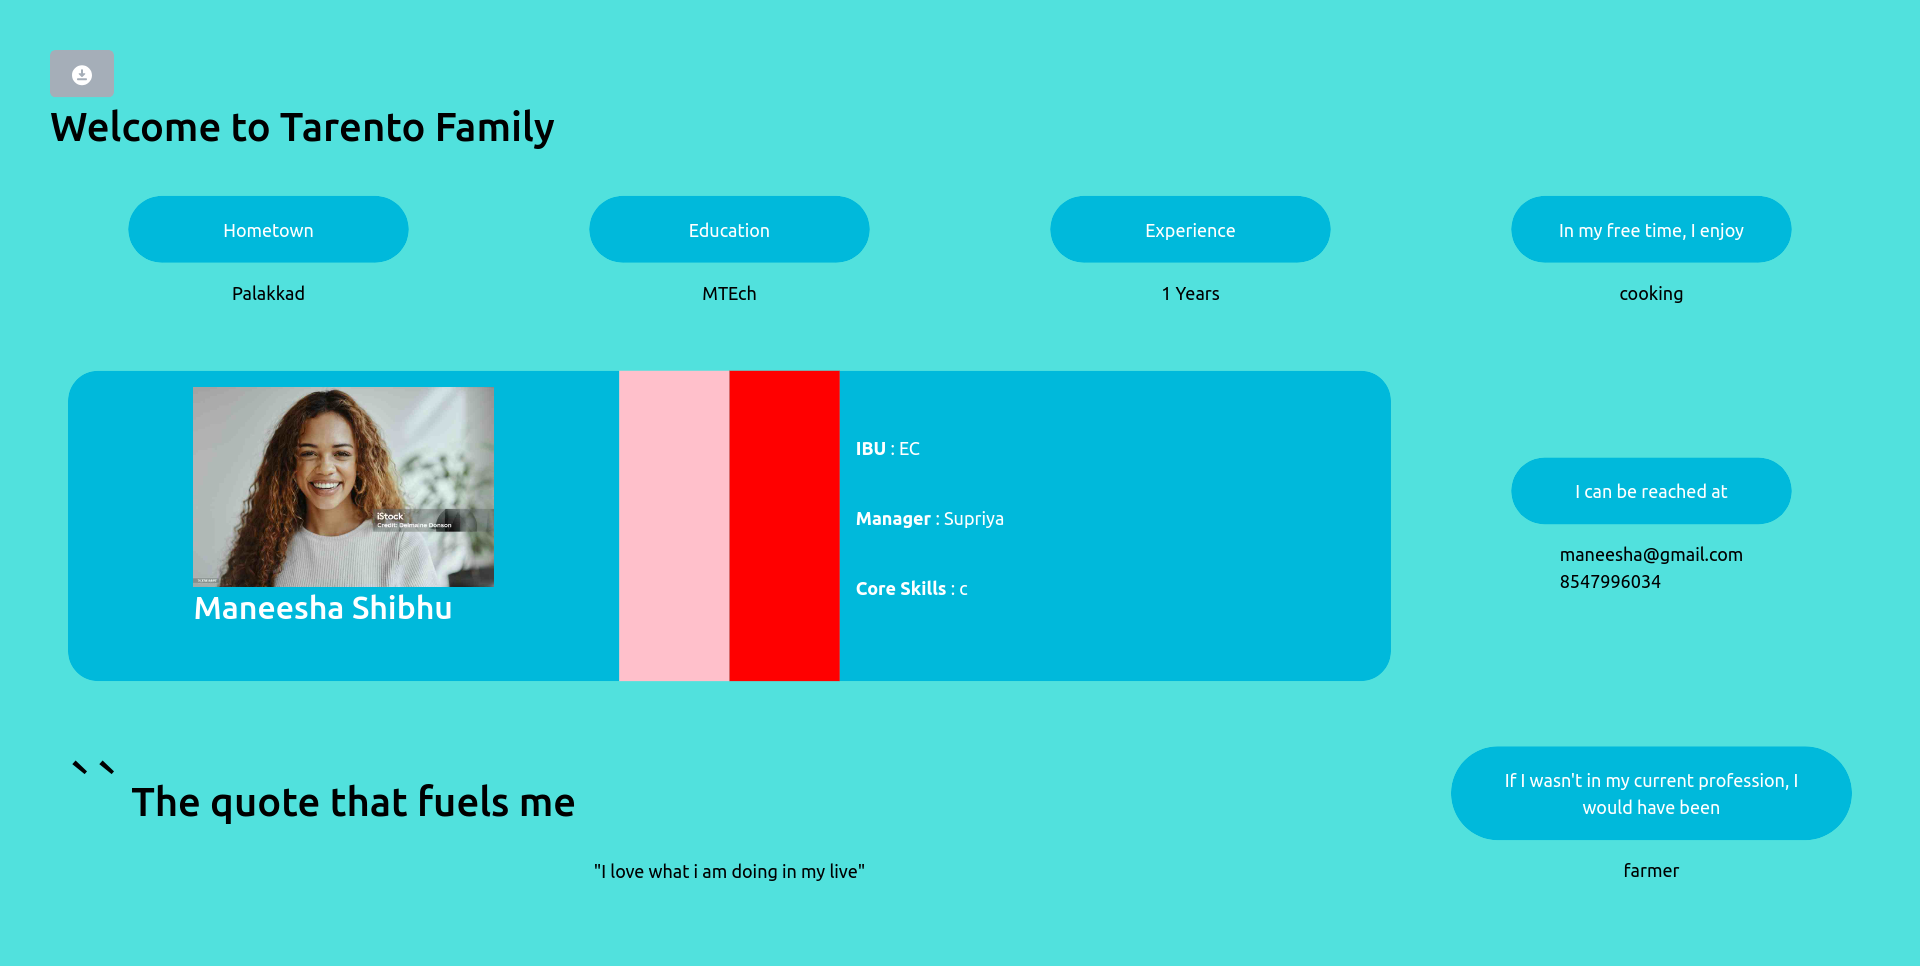 Welcome to Tarento Family
Hometown
Education
Experience
In my free time, I enjoy
Palakkad
MTEch
1 Years
cooking
iStock
Credit: Delmaine Donson
Maneesha Shibhu
IBU : EC
Manager : Supriya
Core Skills : c
I can be reached at
maneesha@gmail.com
8547996034
The quote that fuels me
"I love what i am doing in my live"
If I wasn't in my current profession, I
would have been
farmer